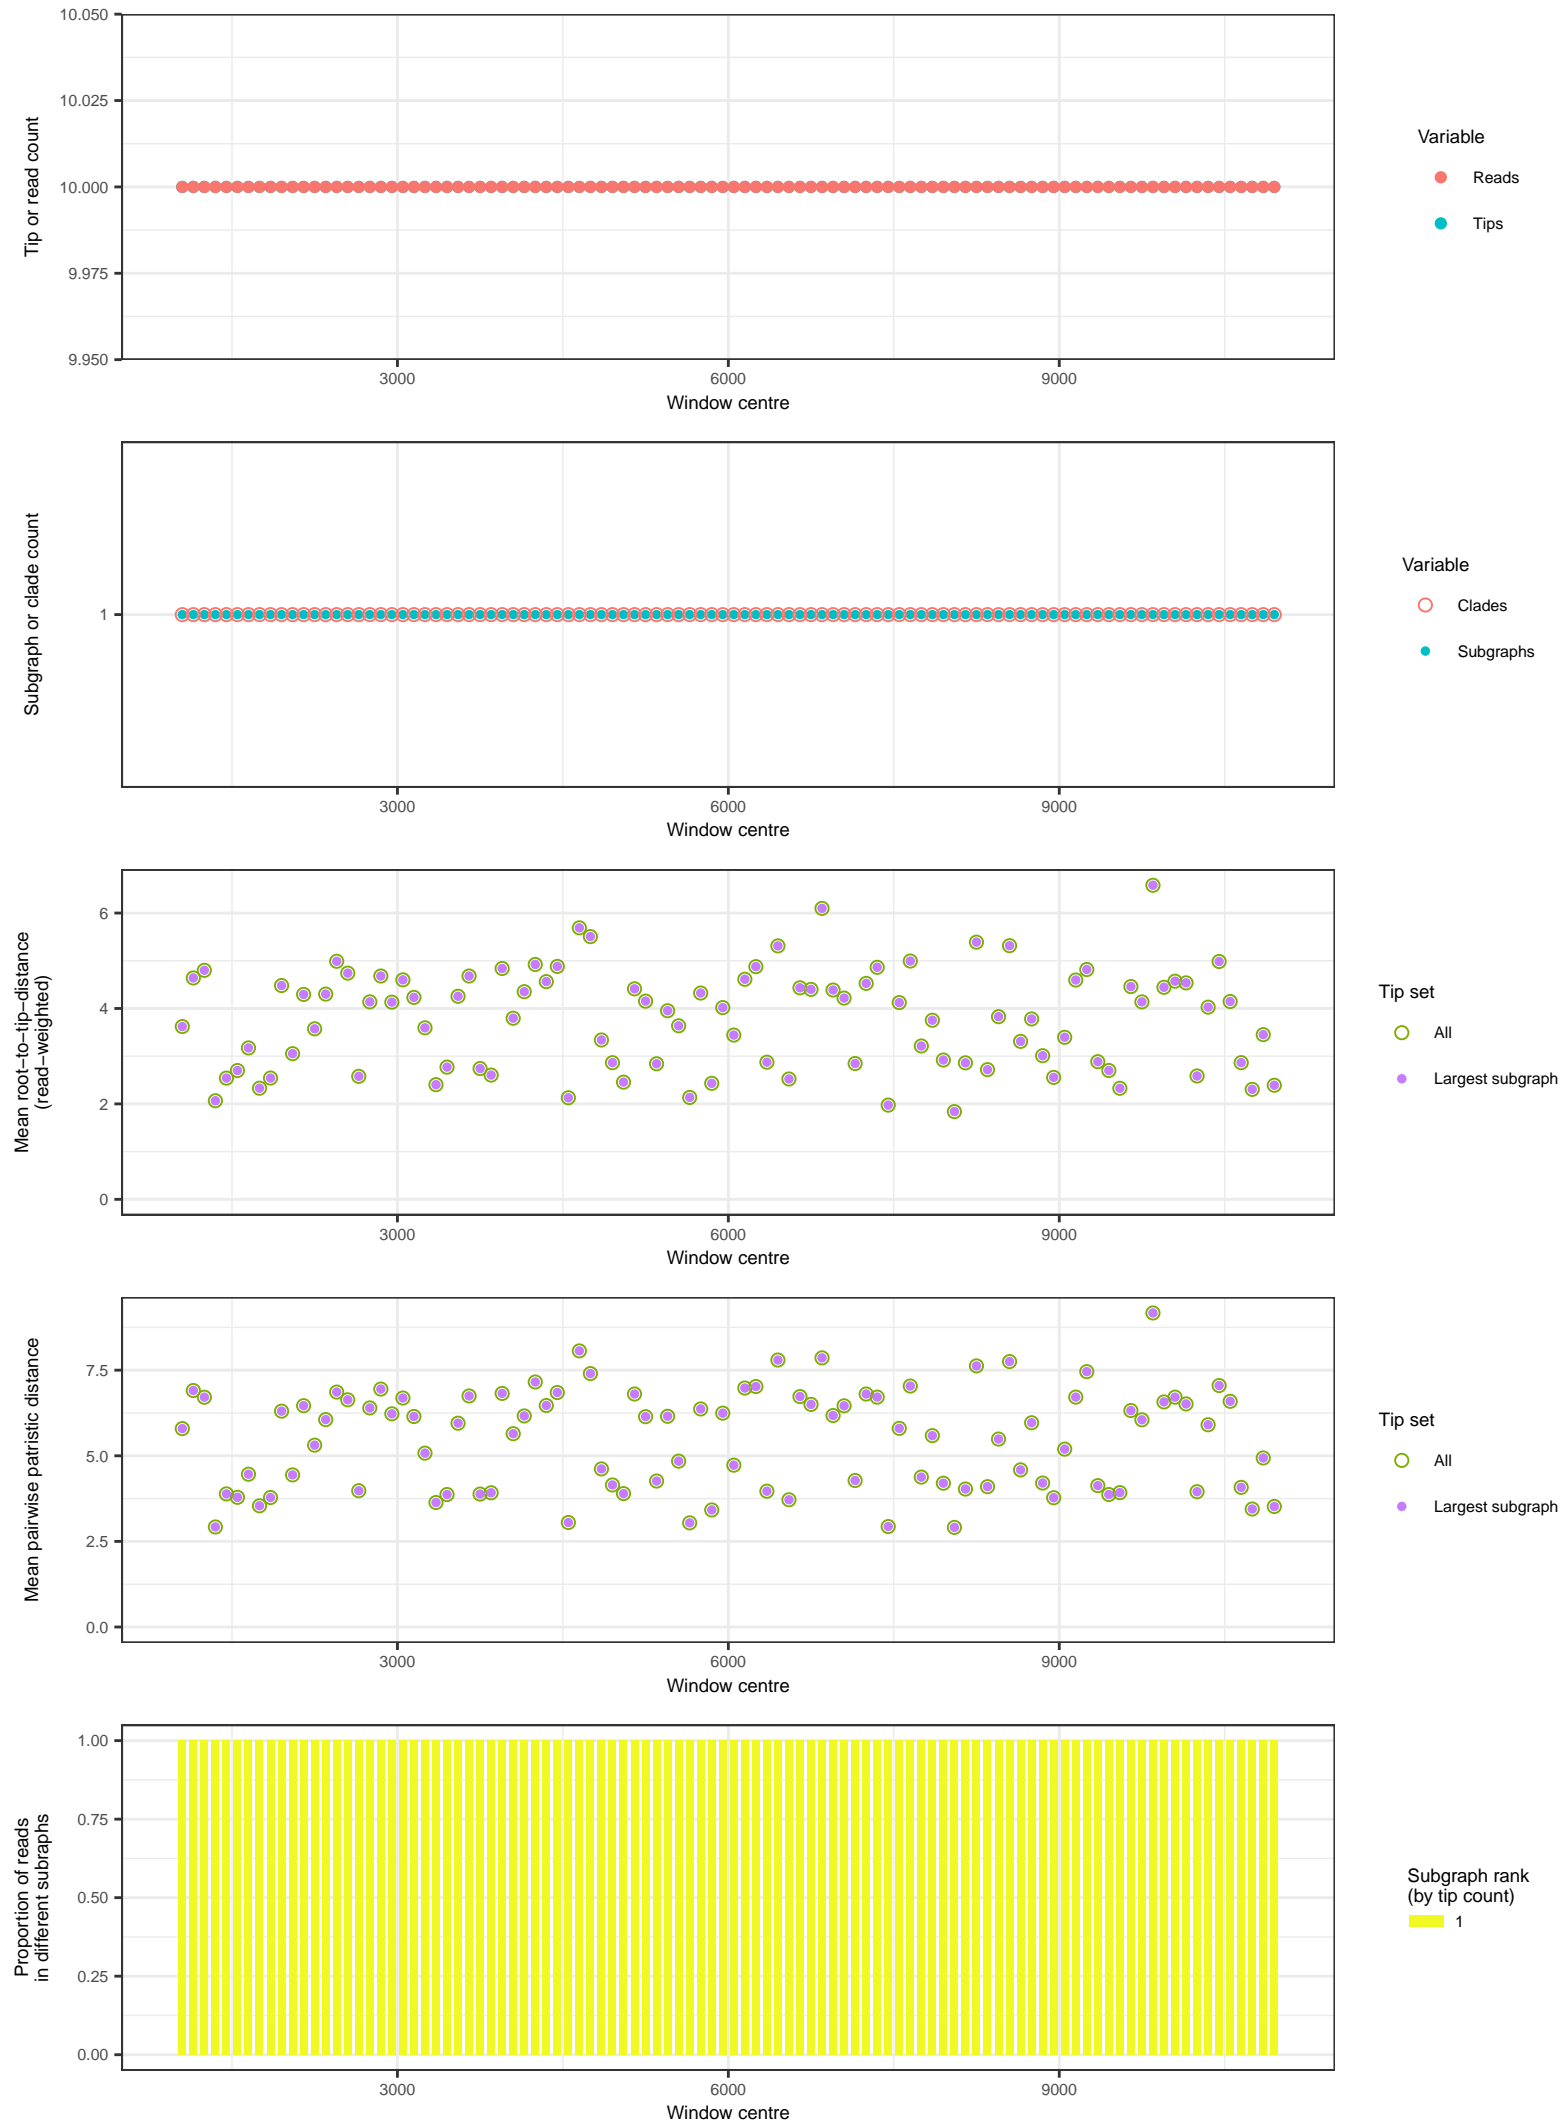 10.050
10.025
10.000
9.975
9.950
Tip or read count
3000 6000 9000
Window centre
Variable
Reads
Tips
1
Subgraph or clade count
3000 6000 9000
Window centre
Variable
Clades
Subgraphs
6
4
2
0
Mean root−to−tip−distance
(read−weighted)
3000 6000 9000
Window centre
Tip set
All
Largest subgraph
7.5
5.0
2.5
0.0
Mean pairwise patristic distance
3000 6000 9000
Window centre
Tip set
All
Largest subgraph
1.00
0.75
0.50
0.25
0.00
Proportion of reads
in different subraphs
3000 6000 9000
Window centre
Subgraph rank
(by tip count)
1